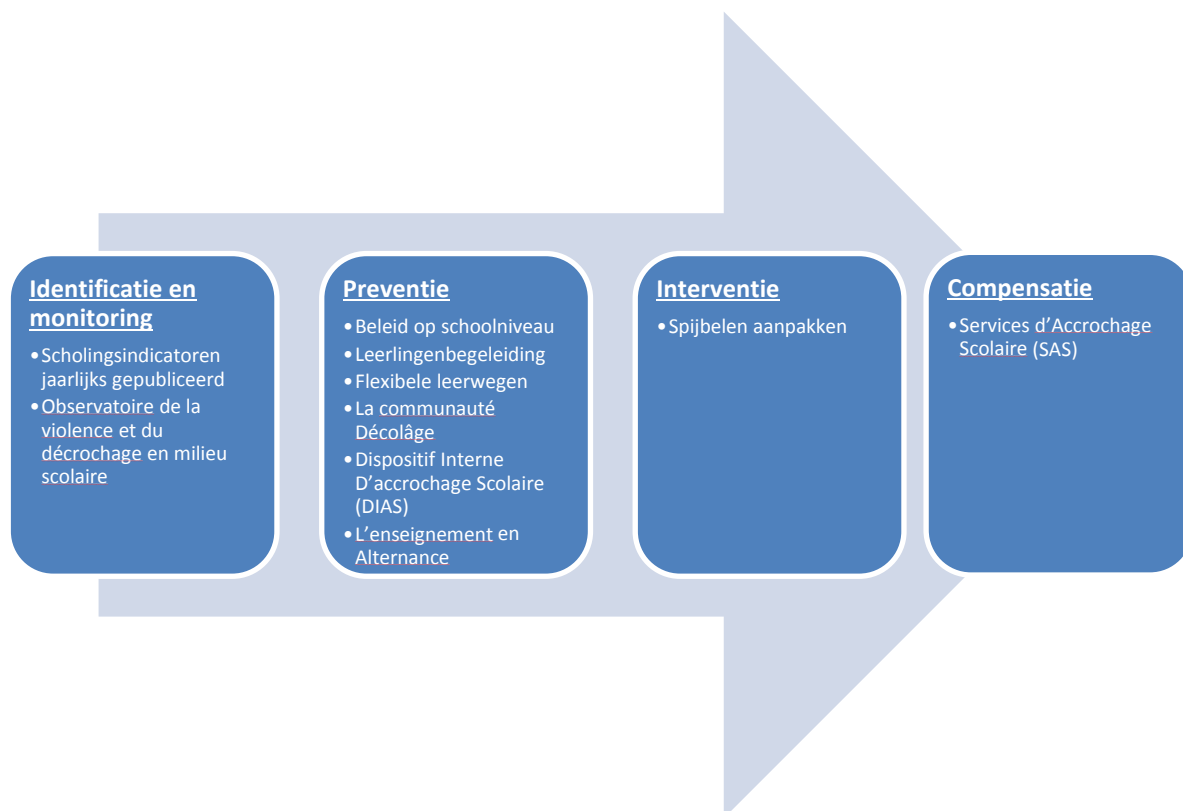 Identificatie en
monitoring
•Scholingsindicatoren
jaarlijks gepubliceerd
•Observatoire de la
violence et du
décrochage en milieu
scolaire
Preventie
•Beleid op schoolniveau
•Leerlingenbegeleiding
•Flexibele leerwegen
•La communauté
Décolâge
•Dispositif Interne
D’accrochage Scolaire
(DIAS)
•L’enseignement en
Alternance
Interventie
•Spijbelen aanpakken
Compensatie
•Services d’Accrochage
Scolaire (SAS)